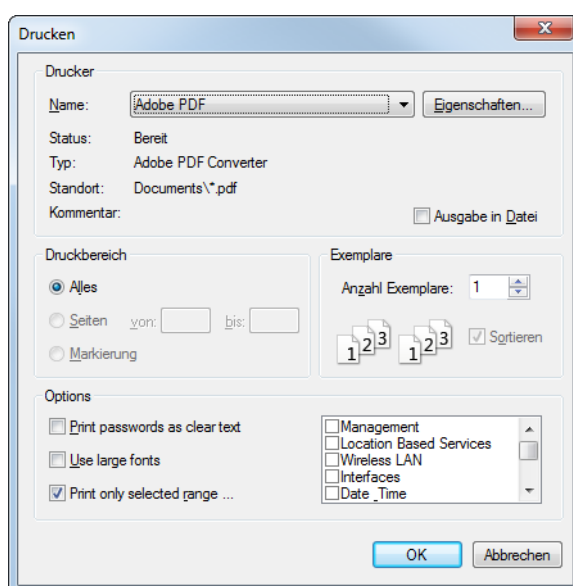 Drucken
Drucker
Name: Adobe PDF Eigenschaften...
Status: Bereit
Typ: Adobe PDF Converter
Standort: Documents\*.pdf
Kommentar: Ausgabe in Datei
Druckbereich
Alles
Seiten von: bis:
Markierung
Exemplare
Anzahl Exemplare: 1
1 2 3 1 2 3 Sortieren
Options
Print passwords as clear text
Use large fonts
Print only selected range ...
Management
Location Based Services
Wireless LAN
Interfaces
Date _Time
OK Abbrechen